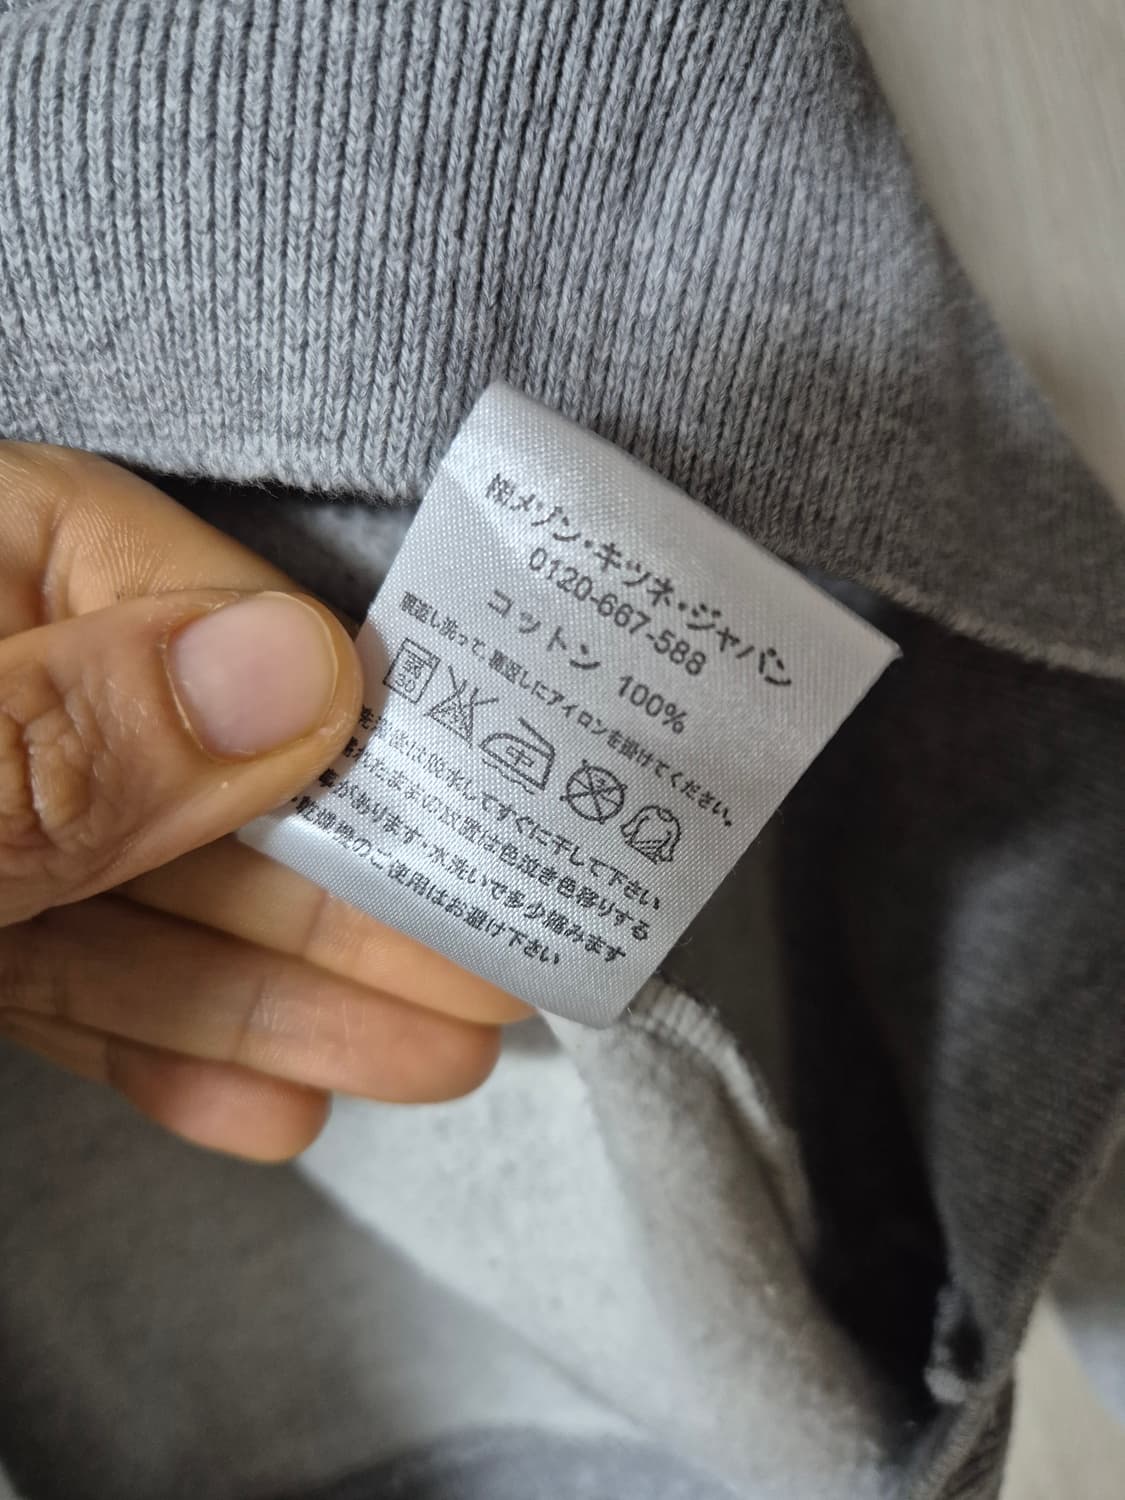 ㈱メゾン・キツネ・ジャパン
0120-667-588
コットン 100%
裏返し洗って、裏返しにアイロンを掛けてください。
中
は脱水してすぐに干して下さい
れたままの放置は色泣き色移りする
事があります・水洗いで多少縮みます
乾燥機のご使用はお避け下さい